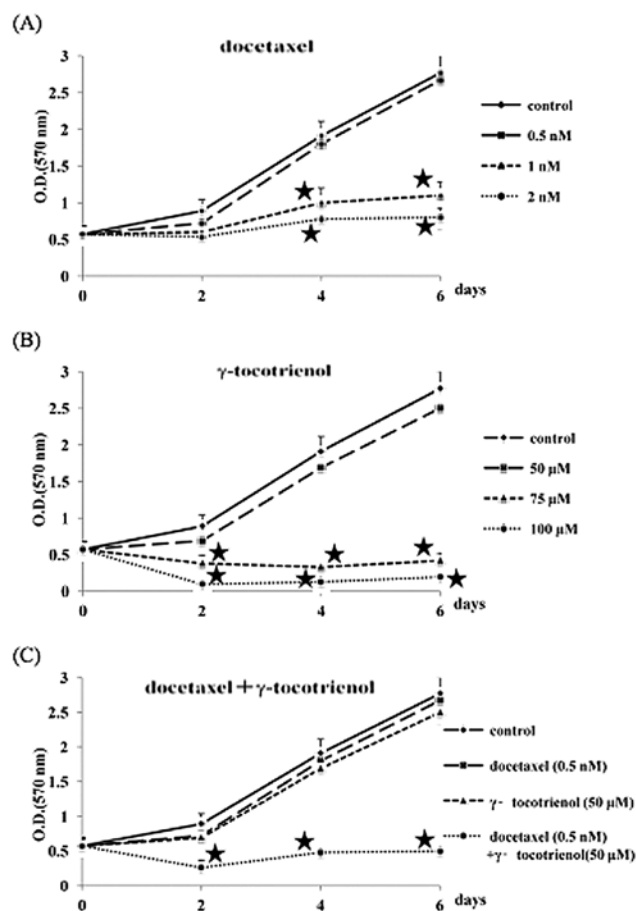 (A)
docetaxel
3
2.5
2
1.5
1
0.5
0
O.D.(570 nm)
0 2 4 6 days
control
0.5 nM
1 nM
2 nM
(B)
γ-tocotrienol
3
2.5
2
1.5
1
0.5
0
O.D.(570 nm)
0 2 4 6 days
control
50 μM
75 μM
100 μM
(C)
docetaxel+γ-tocotrienol
3
2.5
2
1.5
1
0.5
0
O.D.(570 nm)
0 2 4 6 days
control
docetaxel (0.5 nM)
γ- tocotrienol (50 μM)
docetaxel (0.5 nM)
+γ- tocotrienol(50 μM)